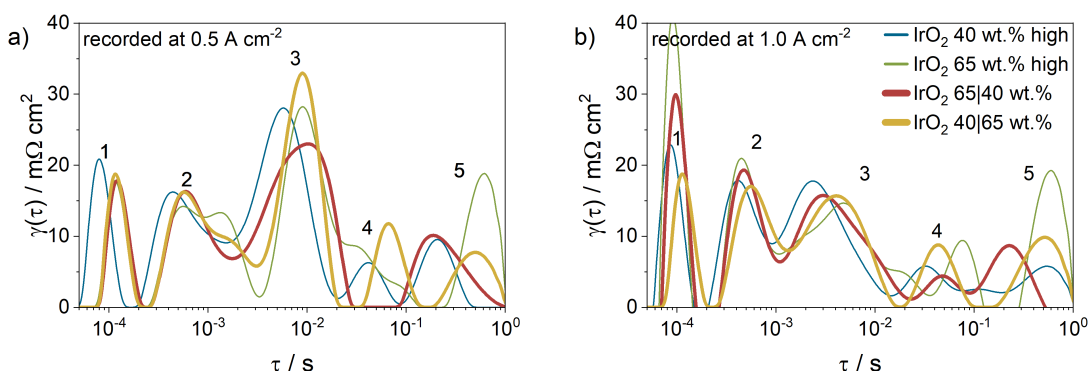 a)
recorded at 0.5 A cm⁻²
γ(τ) / mΩ cm²
40
30
20
10
0
1
2
3
4
5
10⁻⁴
10⁻³
10⁻²
10⁻¹
10⁰
τ / s
b)
recorded at 1.0 A cm⁻²
IrO₂ 40 wt.% high
IrO₂ 65 wt.% high
IrO₂ 65|40 wt.%
IrO₂ 40|65 wt.%
γ(τ) / mΩ cm²
40
30
20
10
0
1
2
3
4
5
10⁻⁴
10⁻³
10⁻²
10⁻¹
10⁰
τ / s